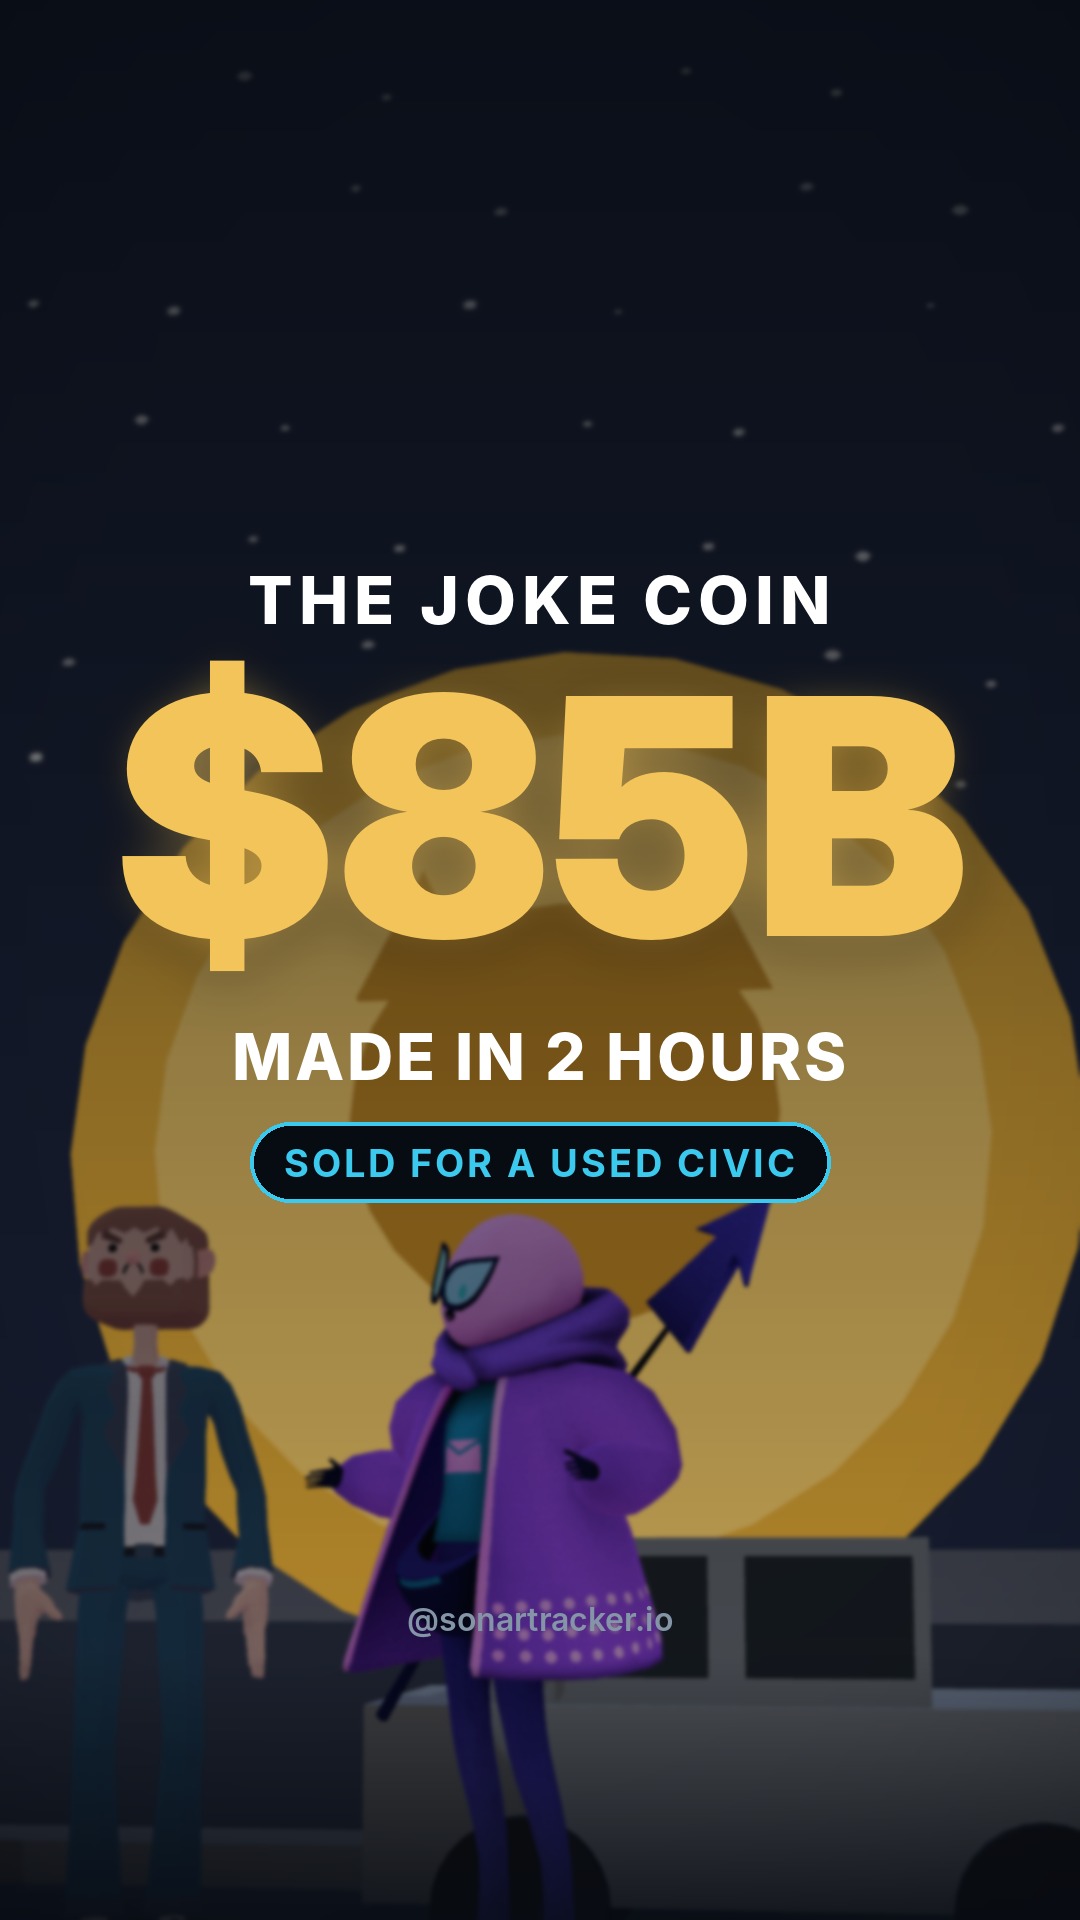 THE JOKE COIN
$85B
MADE IN 2 HOURS
SOLD FOR A USED CIVIC
@sonartracker.io